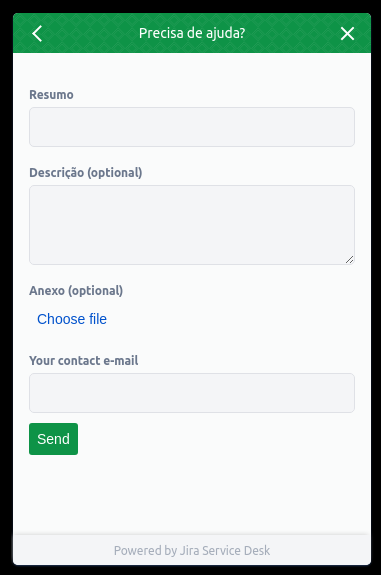 Precisa de ajuda?
Resumo
Descrição (optional)
Anexo (optional)
Choose file
Your contact e-mail
Send
Powered by Jira Service Desk